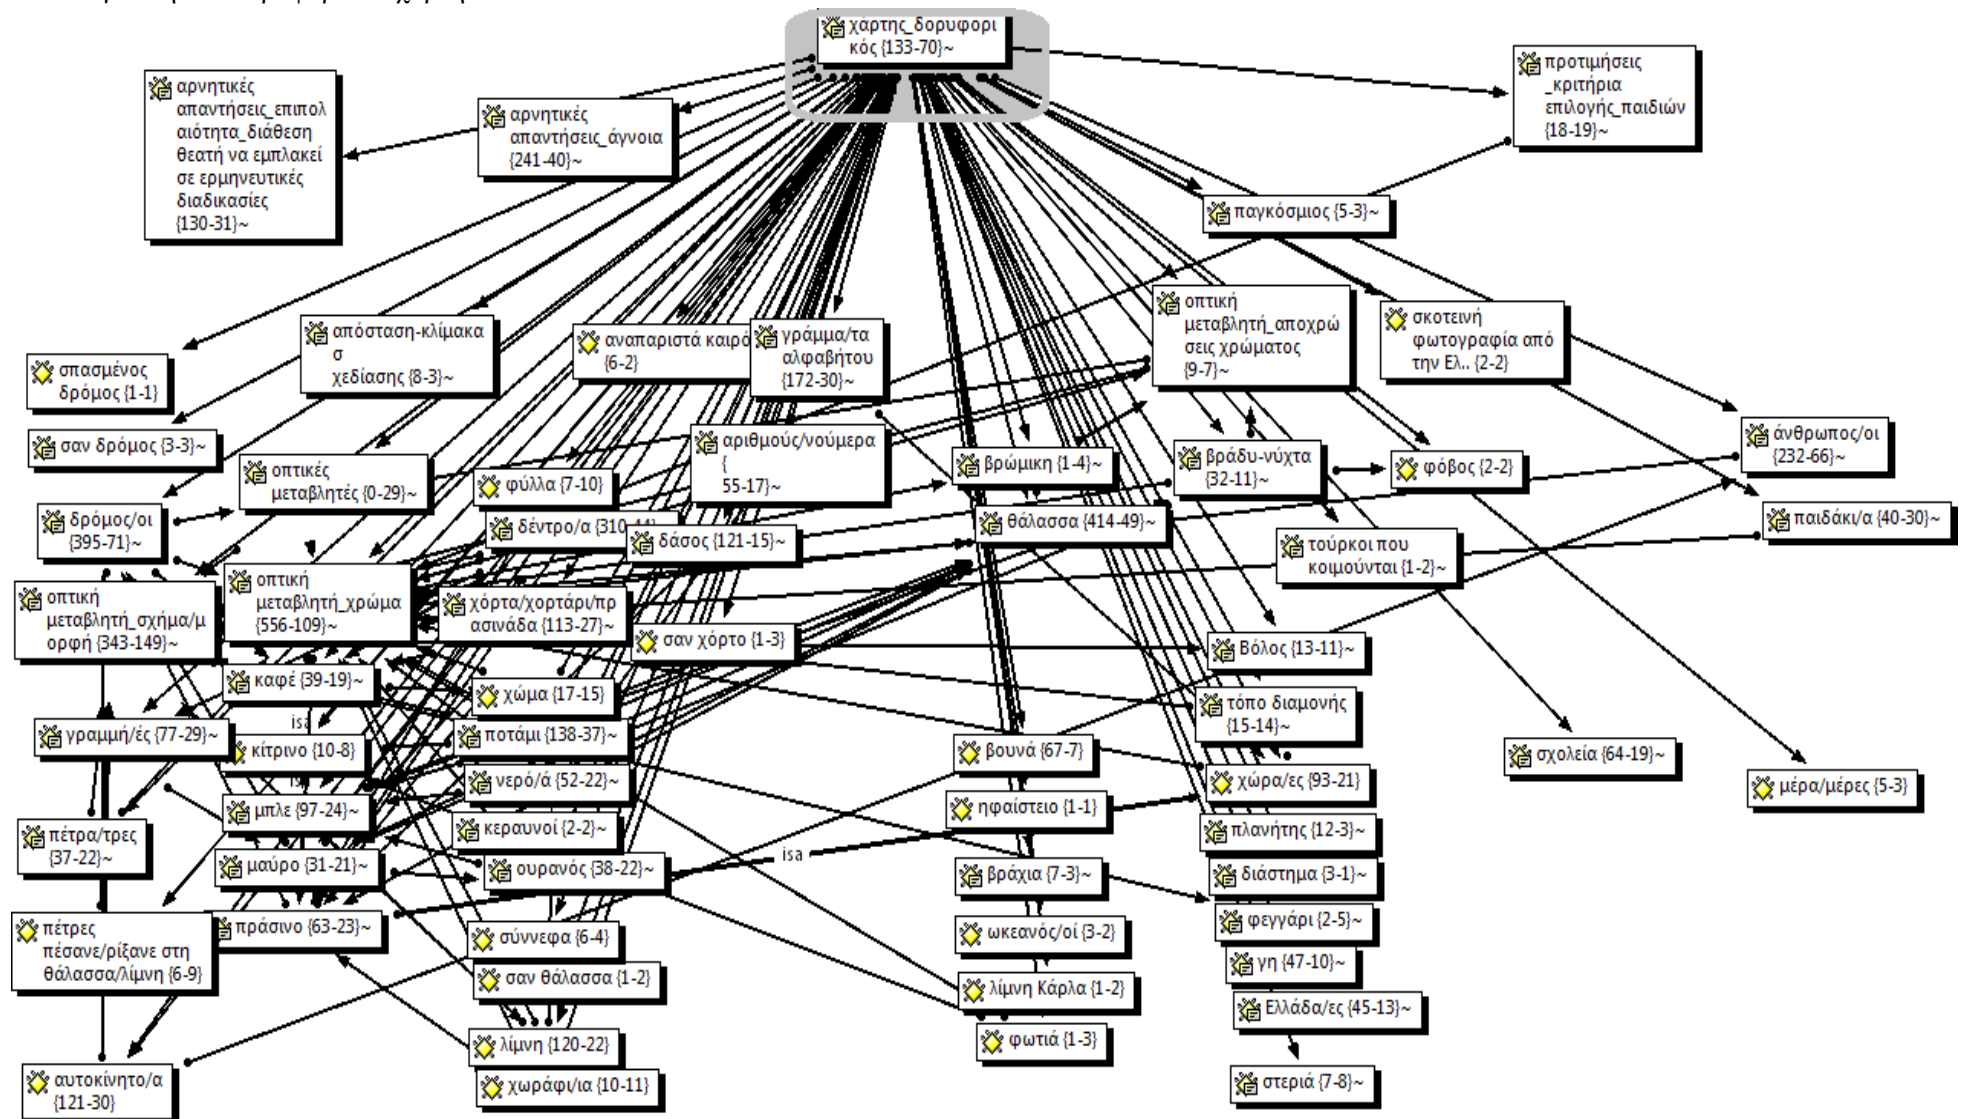 χάρτης_δορυφορι
κός {133-70}~
προτιμήσεις
_κριτήρια
επιλογής_παιδιών
{18-19}~
αρνητικές
απαντήσεις_επιπολ
αιότητα_διάθεση
θεατή να εμπλακεί
σε ερμηνευτικές
διαδικασίες
{130-31}~
αρνητικές
απαντήσεις_άγνοια
{241-40}~
παγκόσμιος {5-3}~
απόσταση-κλίμακα
σ
χεδίασης {8-3}~
αναπαριστά καιρό
{6-2}
γράμμα/τα
αλφαβήτου
{172-30}~
οπτική
μεταβλητή_αποχρώ
σεις χρώματος
{9-7}~
σκοτεινή
φωτογραφία από
την Ελ.. {2-2}
σπασμένος
δρόμος {1-1}
σαν δρόμος {3-3}~
άνθρωπος/οι
{232-66}~
οπτικές
μεταβλητές {0-29}~
φύλλα {7-10}
αριθμούς/νούμερα
{
55-17}~
βρώμικη {1-4}~
βράδυ-νύχτα
{32-11}~
φόβος {2-2}
δρόμος/οι
{395-71}~
δέντρο/α {310-44}~
δάσος {121-15}~
θάλασσα {414-49}~
τούρκοι που
κοιμούνται {1-2}~
παιδάκι/α {40-30}~
οπτική
μεταβλητή_σχήμα/μ
ορφή {343-149}~
οπτική
μεταβλητή_χρώμα
{556-109}~
χόρτα/χορτάρι/πρ
ασινάδα {113-27}~
σαν χόρτο {1-3}
Βόλος {13-11}~
καφέ {39-19}~
χώμα {17-15}
τόπο διαμονής
{15-14}~
isa
γραμμή/ές {77-29}~
κίτρινο {10-8}
ποτάμι {138-37}~
βουνά {67-7}
σχολεία {64-19}~
νερό/ά {52-22}~
χώρα/ες {93-21}
μέρα/μέρες {5-3}
μπλε {97-24}~
ηφαίστειο {1-1}
πέτρα/τρες
{37-22}~
κεραυνοί {2-2}~
πλανήτης {12-3}~
isa
μαύρο {31-21}~
ουρανός {38-22}~
βράχια {7-3}~
διάστημα {3-1}~
πέτρες
πέσανε/ρίξανε στη
θάλασσα/λίμνη {6-9}
πράσινο {63-23}~
σύννεφα {6-4}
ωκεανός/οί {3-2}
φεγγάρι {2-5}~
σαν θάλασσα {1-2}
λίμνη Κάρλα {1-2}
γη {47-10}~
Ελλάδα/ες {45-13}~
λίμνη {120-22}
φωτιά {1-3}
αυτοκίνητο/α
{121-30}
χωράφι/ια {10-11}
στεριά {7-8}~